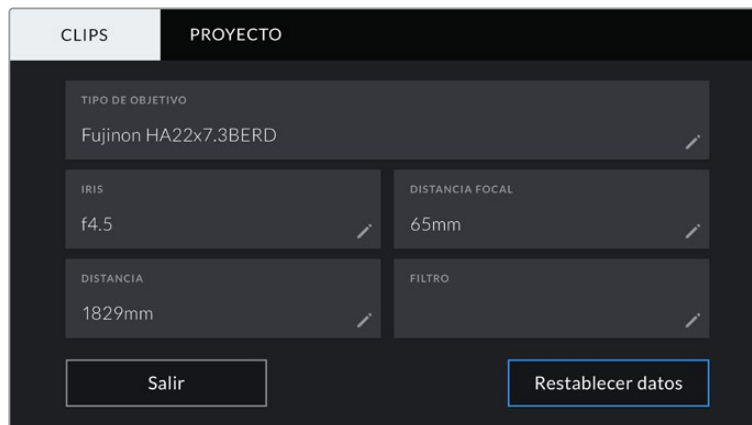 CLIPS PROYECTO
TIPO DE OBJETIVO
Fujinon HA22x7.3BERD
IRIS DISTANCIA FOCAL
f4.5 65mm
DISTANCIA FILTRO
1829mm
Salir Restablecer datos